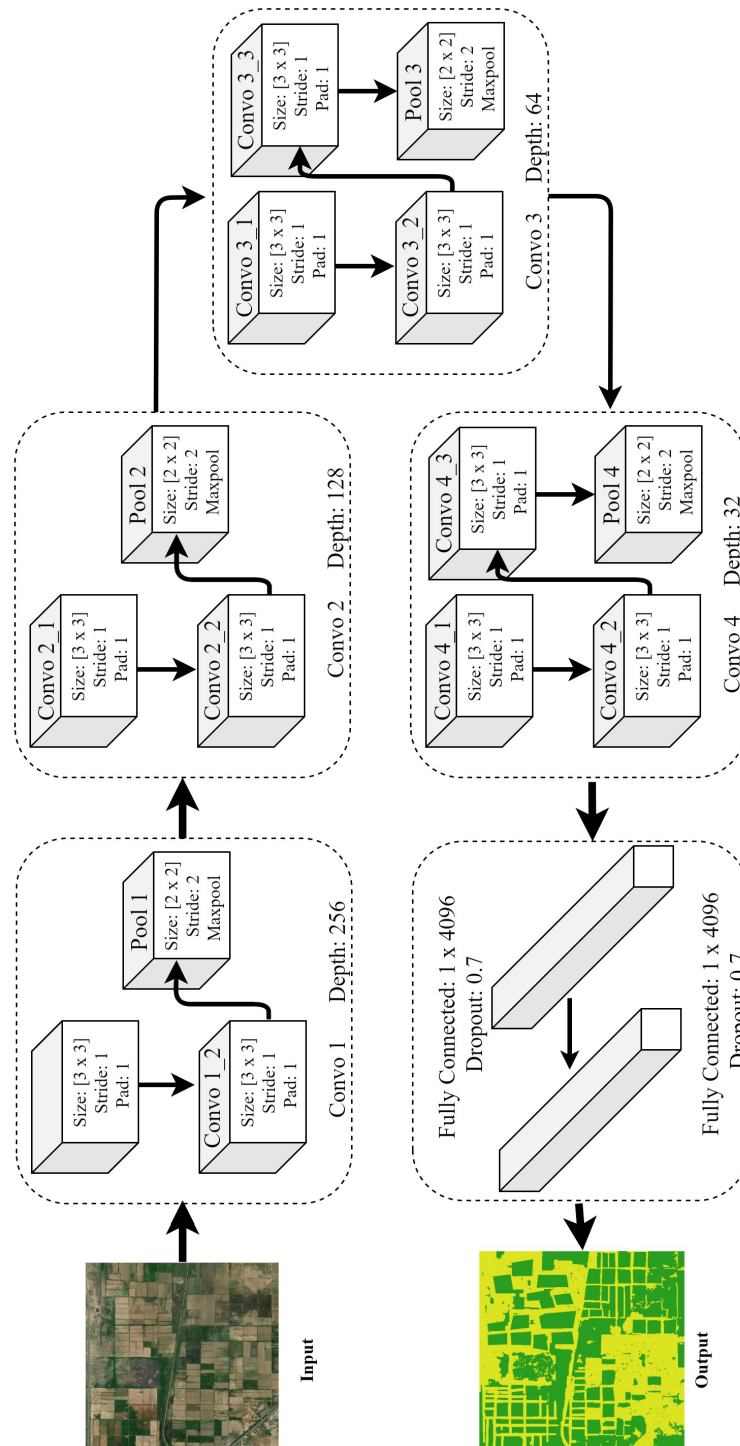 Input
Size: [3 x 3]
Stride: 1
Pad: 1
Convo 1_2
Size: [3 x 3]
Stride: 1
Pad: 1
Pool 1
Size: [2 x 2]
Stride: 2
Maxpool
Convo 1
Depth: 256
Convo 2_1
Size: [3 x 3]
Stride: 1
Pad: 1
Convo 2_2
Size: [3 x 3]
Stride: 1
Pad: 1
Pool 2
Size: [2 x 2]
Stride: 2
Maxpool
Convo 2
Depth: 128
Convo 3_1
Size: [3 x 3]
Stride: 1
Pad: 1
Convo 3_2
Size: [3 x 3]
Stride: 1
Pad: 1
Convo 3_3
Size: [3 x 3]
Stride: 1
Pad: 1
Pool 3
Size: [2 x 2]
Stride: 2
Maxpool
Convo 3
Depth: 64
Convo 4_1
Size: [3 x 3]
Stride: 1
Pad: 1
Convo 4_2
Size: [3 x 3]
Stride: 1
Pad: 1
Convo 4_3
Size: [3 x 3]
Stride: 1
Pad: 1
Pool 4
Size: [2 x 2]
Stride: 2
Maxpool
Convo 4
Depth: 32
Fully Connected: 1 x 4096
Dropout: 0.7
Fully Connected: 1 x 4096
Dropout: 0.7
Output